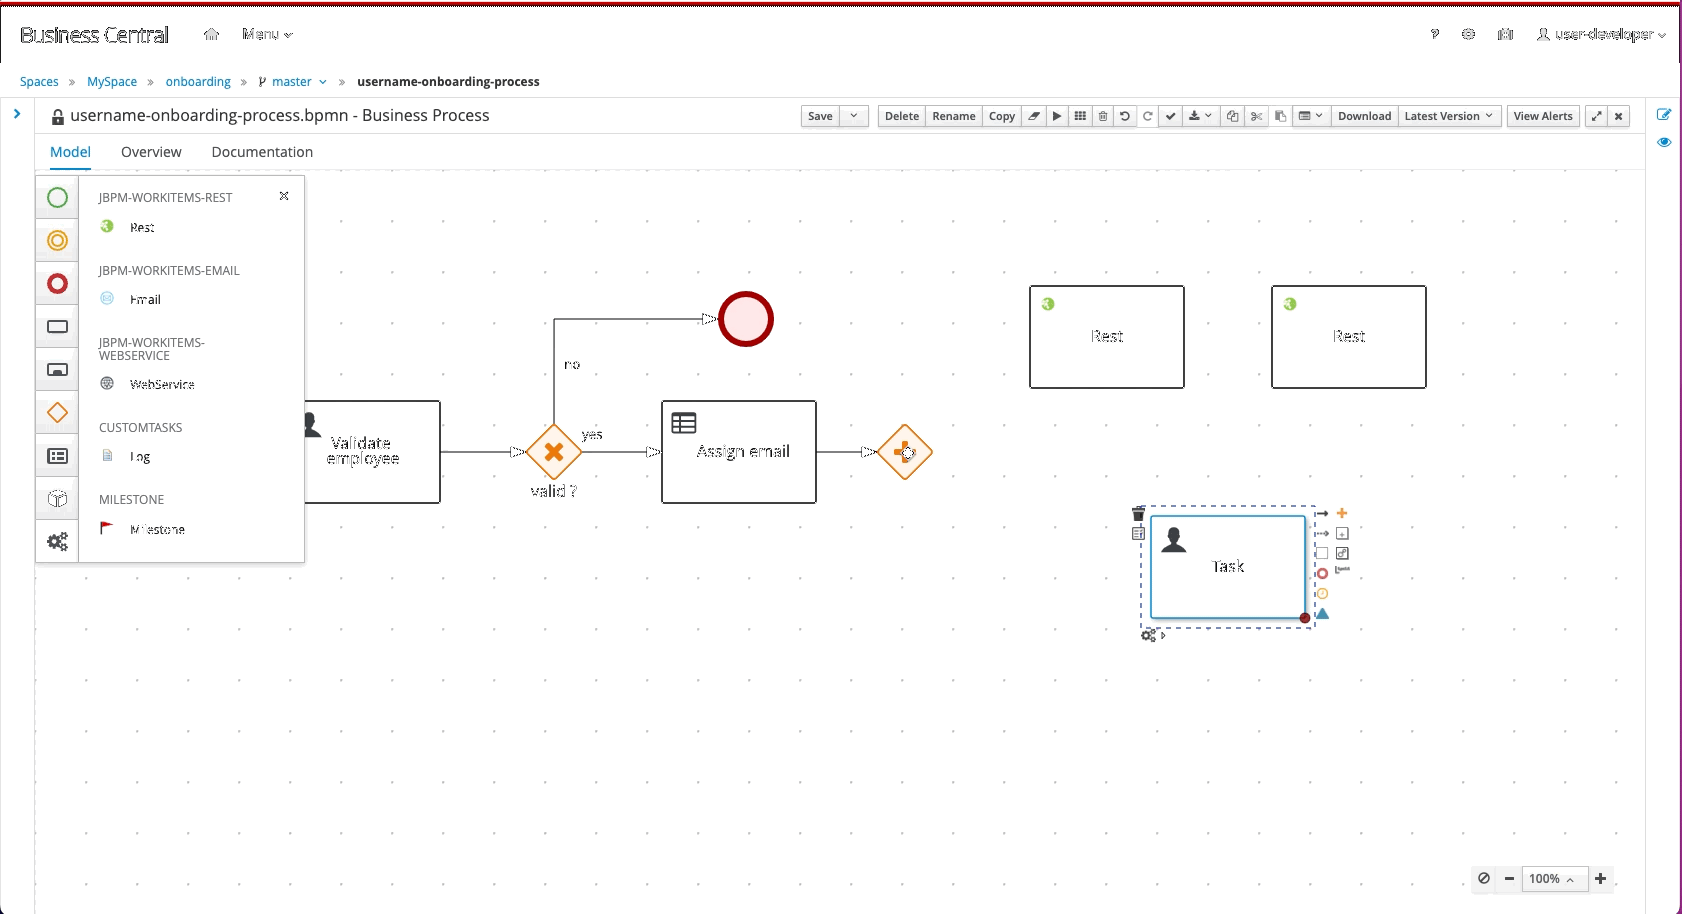 Business Central
Menu
?
user-developer
Spaces » MySpace » onboarding » master » username-onboarding-process
username-onboarding-process.bpmn - Business Process
Save
Delete
Rename
Copy
Download
Latest Version
View Alerts
Model
Overview
Documentation
JBPM-WORKITEMS-REST
Rest
JBPM-WORKITEMS-EMAIL
Email
JBPM-WORKITEMS-
WEBSERVICE
WebService
CUSTOMTASKS
Log
MILESTONE
Milestone
no
Validate
employee
yes
valid ?
Assign email
Rest
Rest
Task
100%